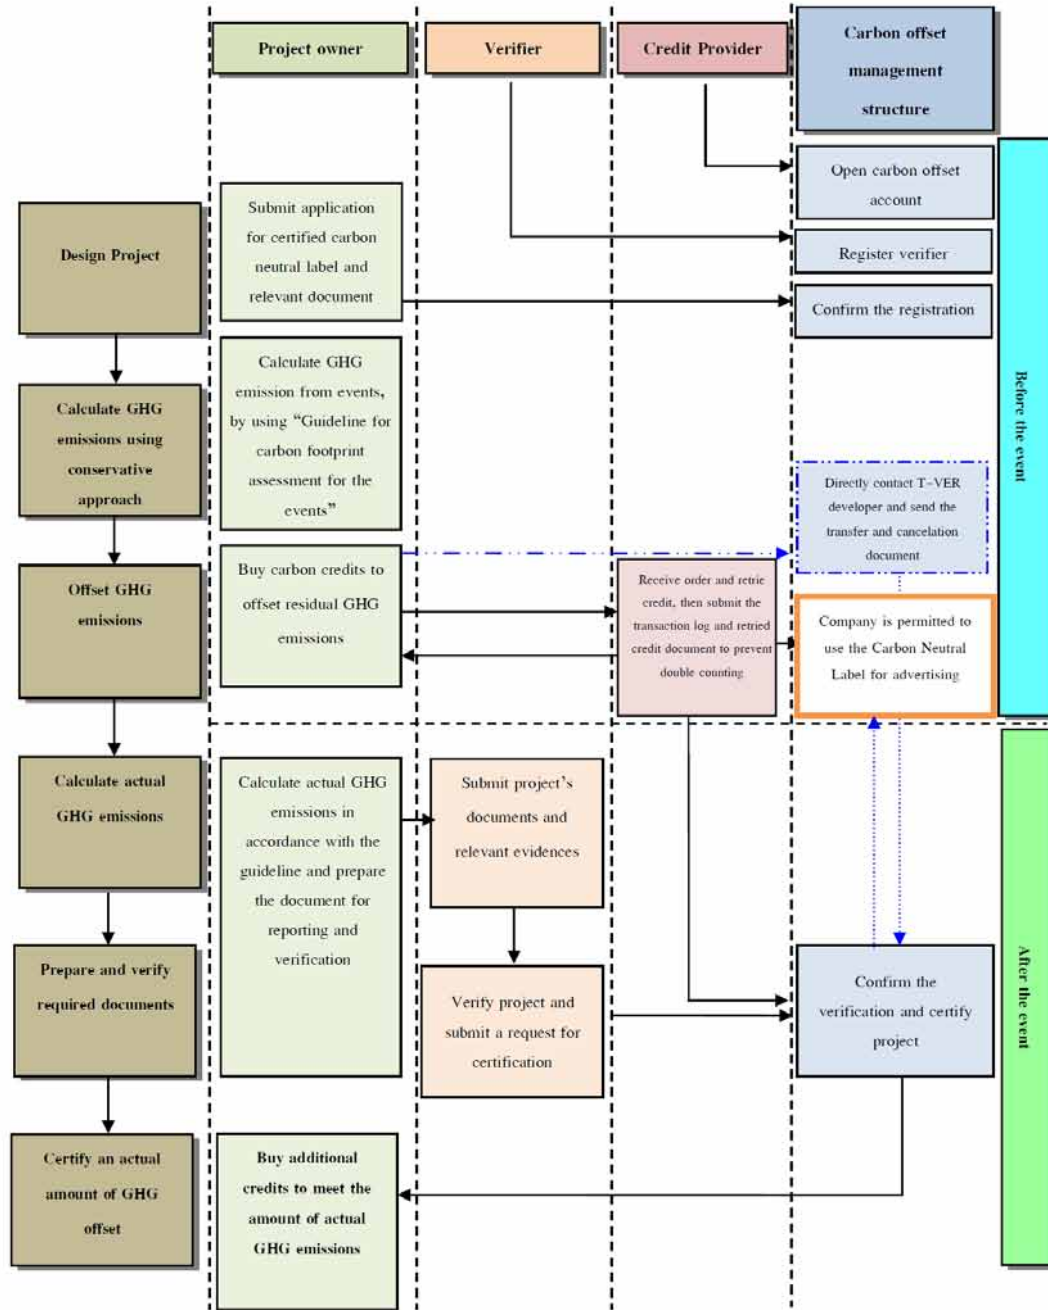 Project owner
Verifier
Credit Provider
Carbon offset
management
structure
Open carbon offset
account
Submit application
for certified carbon
neutral label and
relevant document
Design Project
Register verifier
Confirm the registration
Before the event
Calculate GHG
emission from events,
by using “Guideline for
carbon footprint
assessment for the
events”
Calculate GHG
emissions using
conservative
approach
Directly contact T-VER
developer and send the
transfer and cancelation
document
Offset GHG
emissions
Buy carbon credits to
offset residual GHG
emissions
Receive order and retrie
credit, then submit the
transaction log and retried
credit document to prevent
double counting
Company is permitted to
use the Carbon Neutral
Label for advertising
Calculate actual
GHG emissions
Calculate actual GHG
emissions in
accordance with the
guideline and prepare
the document for
reporting and
verification
Submit project’s
documents and
relevant evidences
After the event
Prepare and verify
required documents
Verify project and
submit a request for
certification
Confirm the
verification and certify
project
Certify an actual
amount of GHG
offset
Buy additional
credits to meet the
amount of actual
GHG emissions